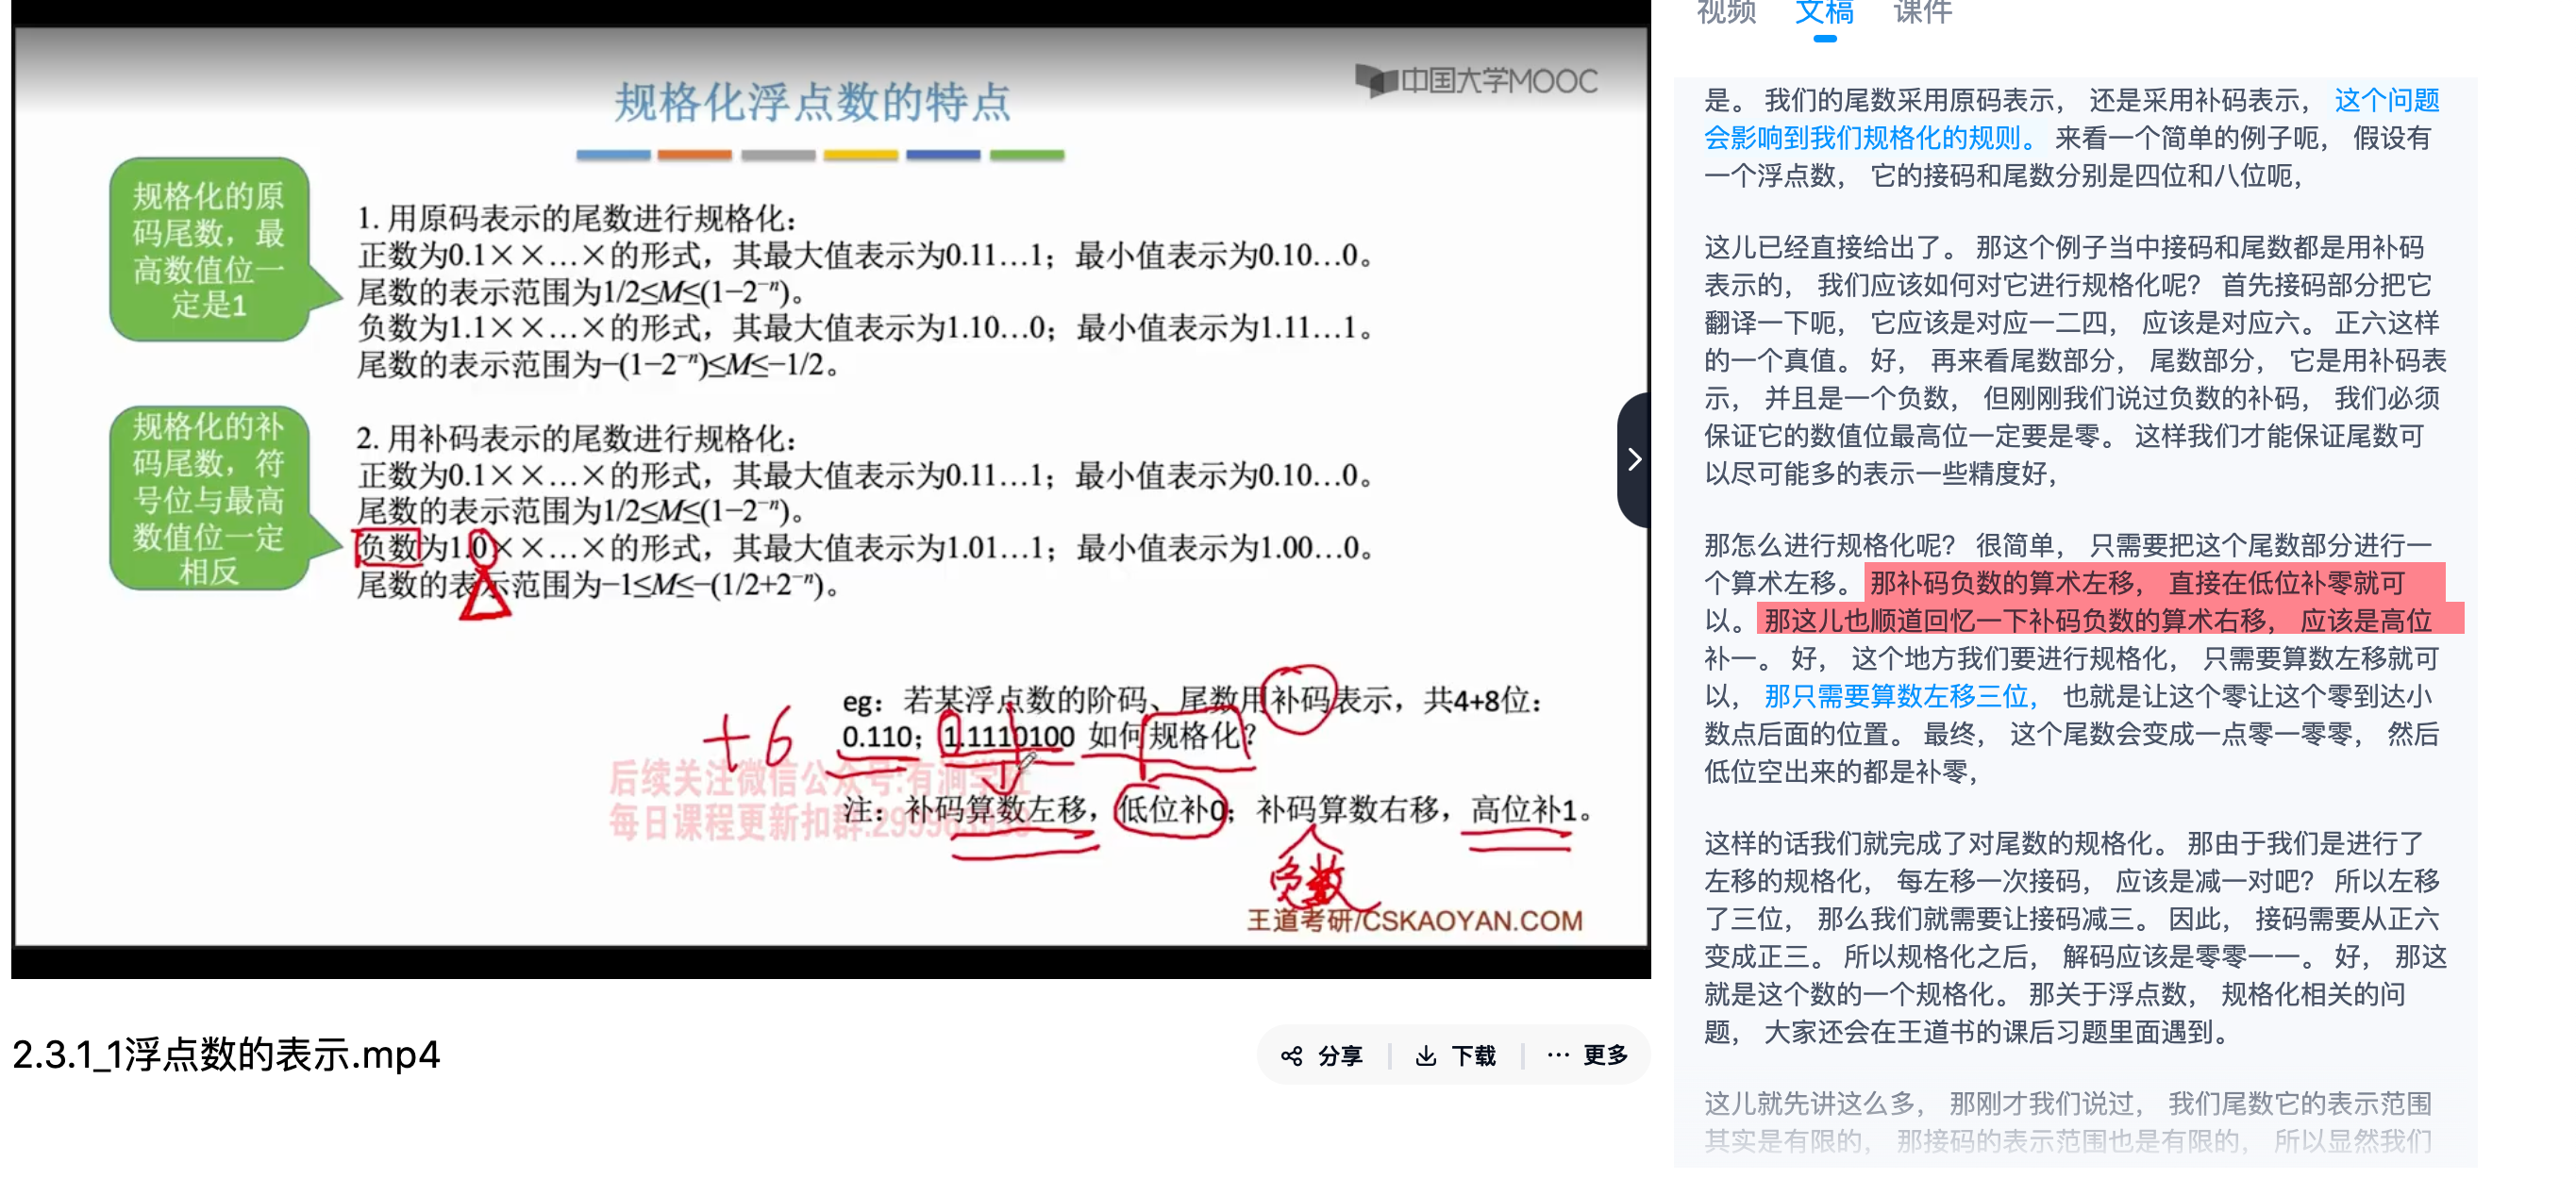 视频 文稿 课件
中国大学MOOC
规格化浮点数的特点
规格化的原
码尾数，最
高数值位一
定是1
1. 用原码表示的尾数进行规格化：
正数为0.1××…×的形式，其最大值表示为0.11…1；最小值表示为0.10…0。
尾数的表示范围为1/2≤M≤(1−2⁻ⁿ)。
负数为1.1××…×的形式，其最大值表示为1.10…0；最小值表示为1.11…1。
尾数的表示范围为−(1−2⁻ⁿ)≤M≤−1/2。
规格化的补
码尾数，符
号位与最高
数值位一定
相反
2. 用补码表示的尾数进行规格化：
正数为0.1××…×的形式，其最大值表示为0.11…1；最小值表示为0.10…0。
尾数的表示范围为1/2≤M≤(1−2⁻ⁿ)。
负数为1.0××…×的形式，其最大值表示为1.01…1；最小值表示为1.00…0。
尾数的表示范围为−1≤M≤−(1/2+2⁻ⁿ)。
eg：若某浮点数的阶码、尾数用补码表示，共4+8位：
+6
0.110；1.1110100 如何规格化？
后续关注微信公众号:有润学社
注：补码算数左移，低位补0；补码算数右移，高位补1。
每日课程更新扣群:
负数
王道考研/CSKAOYAN.COM
2.3.1_1浮点数的表示.mp4
分享 下载 更多
是。 我们的尾数采用原码表示， 还是采用补码表示， 这个问题
会影响到我们规格化的规则。 来看一个简单的例子呃， 假设有
一个浮点数， 它的接码和尾数分别是四位和八位呃，
这儿已经直接给出了。 那这个例子当中接码和尾数都是用补码
表示的， 我们应该如何对它进行规格化呢？ 首先接码部分把它
翻译一下呃， 它应该是对应一二四， 应该是对应六。 正六这样
的一个真值。 好， 再来看尾数部分， 尾数部分， 它是用补码表
示， 并且是一个负数， 但刚刚我们说过负数的补码， 我们必须
保证它的数值位最高位一定要是零。 这样我们才能保证尾数可
以尽可能多的表示一些精度好，
那怎么进行规格化呢？ 很简单， 只需要把这个尾数部分进行一
个算术左移。 那补码负数的算术左移， 直接在低位补零就可
以。 那这儿也顺道回忆一下补码负数的算术右移， 应该是高位
补一。 好， 这个地方我们要进行规格化， 只需要算数左移就可
以， 那只需要算数左移三位， 也就是让这个零让这个零到达小
数点后面的位置。 最终， 这个尾数会变成一点零一零零， 然后
低位空出来的都是补零，
这样的话我们就完成了对尾数的规格化。 那由于我们是进行了
左移的规格化， 每左移一次接码， 应该是减一对吧？ 所以左移
了三位， 那么我们就需要让接码减三。 因此， 接码需要从正六
变成正三。 所以规格化之后， 解码应该是零零一一。 好， 那这
就是这个数的一个规格化。 那关于浮点数， 规格化相关的问
题， 大家还会在王道书的课后习题里面遇到。
这儿就先讲这么多， 那刚才我们说过， 我们尾数它的表示范围
其实是有限的， 那接码的表示范围也是有限的， 所以显然我们